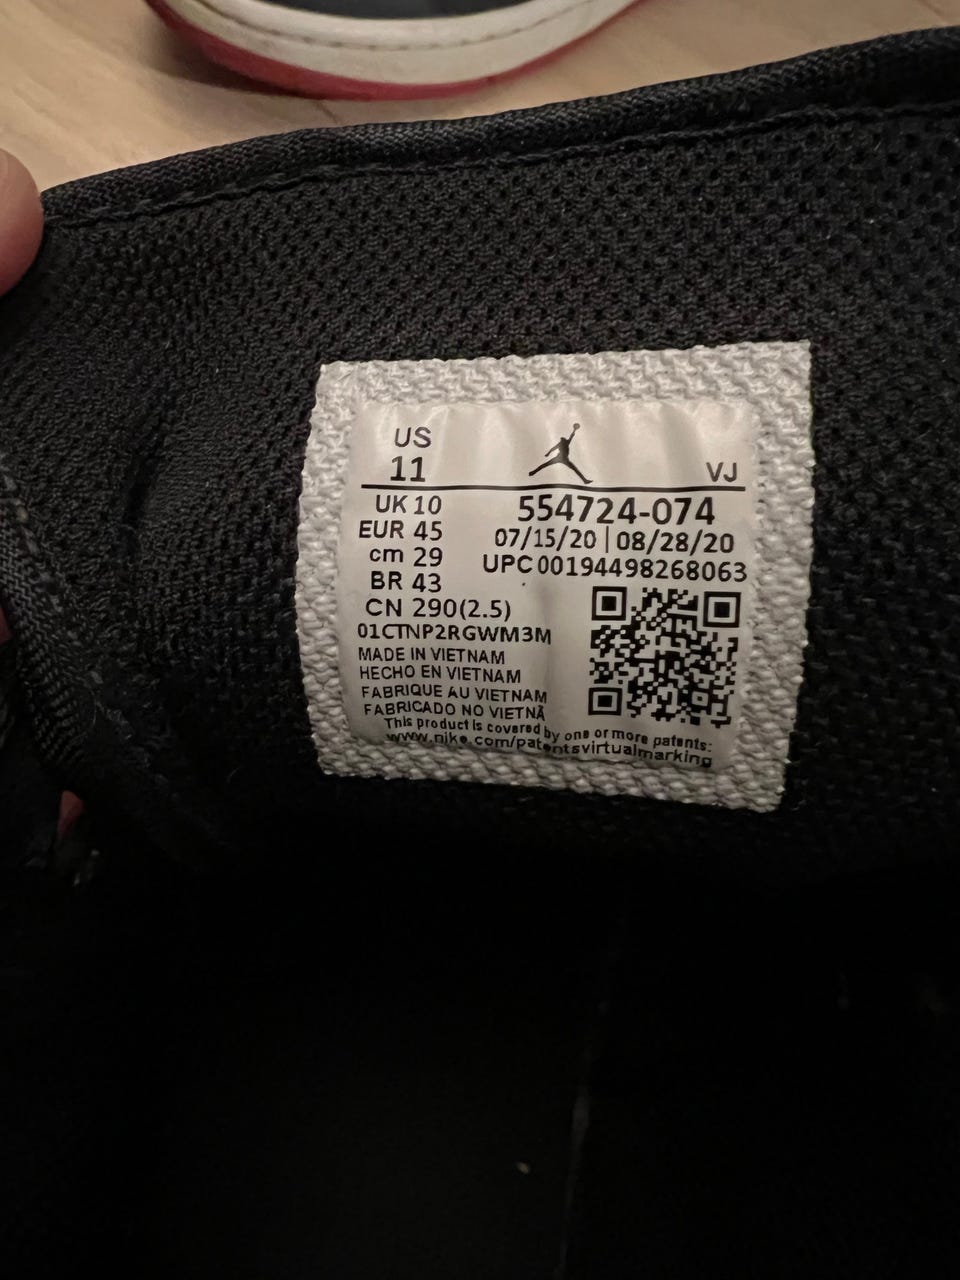 US
11
VJ
UK 10
EUR 45
cm 29
BR 43
CN 290(2.5)
554724-074
07/15/20 | 08/28/20
UPC 00194498268063
01CTNP2RGWM3M
MADE IN VIETNAM
HECHO EN VIETNAM
FABRIQUE AU VIETNAM
FABRICADO NO VIETNÃ
This product is covered by one or more patents:
www.nike.com/patentsvirtualmarking